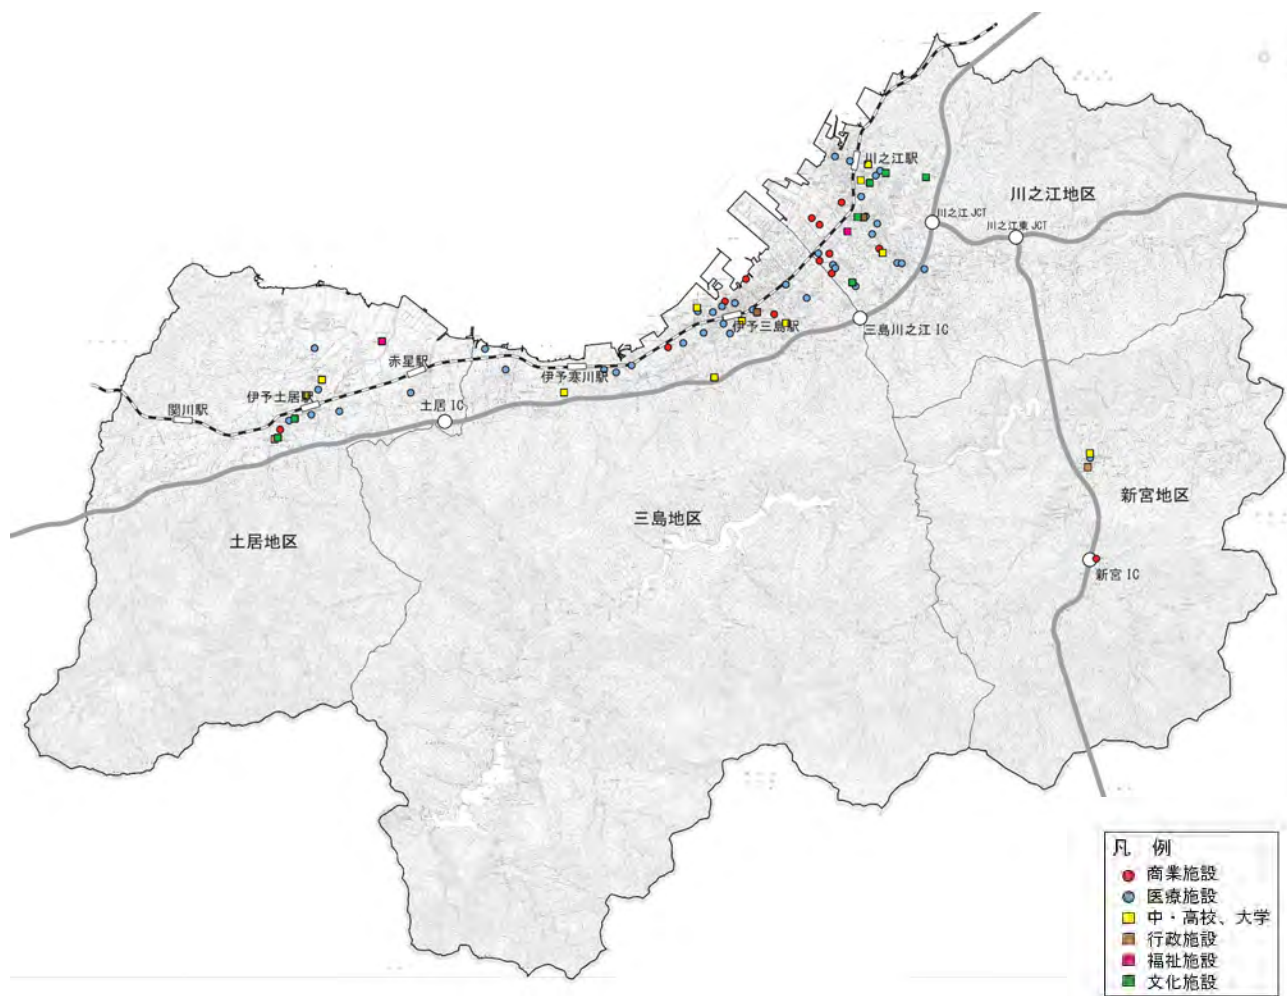 川之江駅
川之江地区
川之江 JCT
川之江東 JCT
伊予三島駅
三島川之江 IC
赤星駅
伊予寒川駅
伊予土居駅
関川駅
土居 IC
新宮地区
三島地区
土居地区
新宮 IC
凡 例
商業施設
医療施設
中・高校、大学
行政施設
福祉施設
文化施設